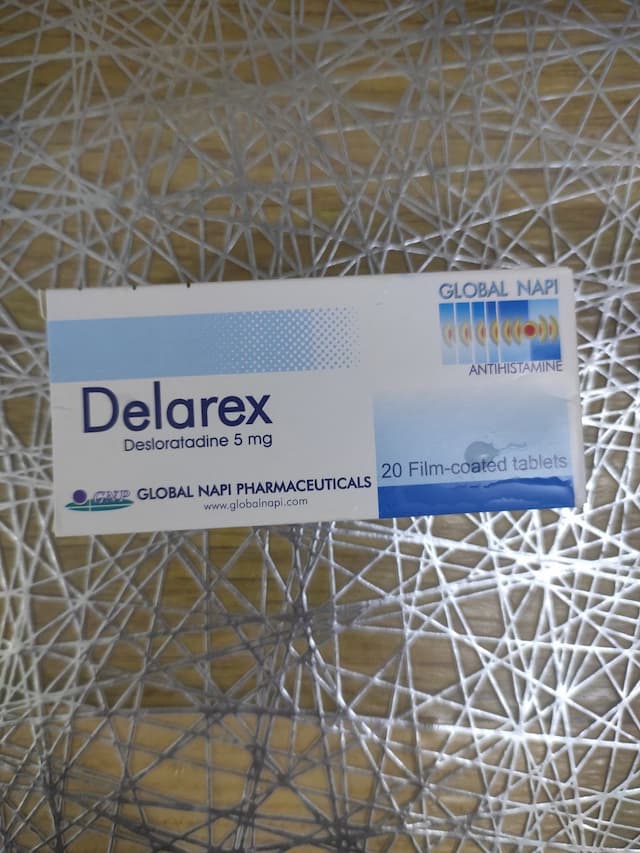 GLOBAL NAPI
ANTIHISTAMINE
Delarex
Desloratadine 5 mg
20 Film-coated tablets
GNP GLOBAL NAPI PHARMACEUTICALS
www.globalnapi.com